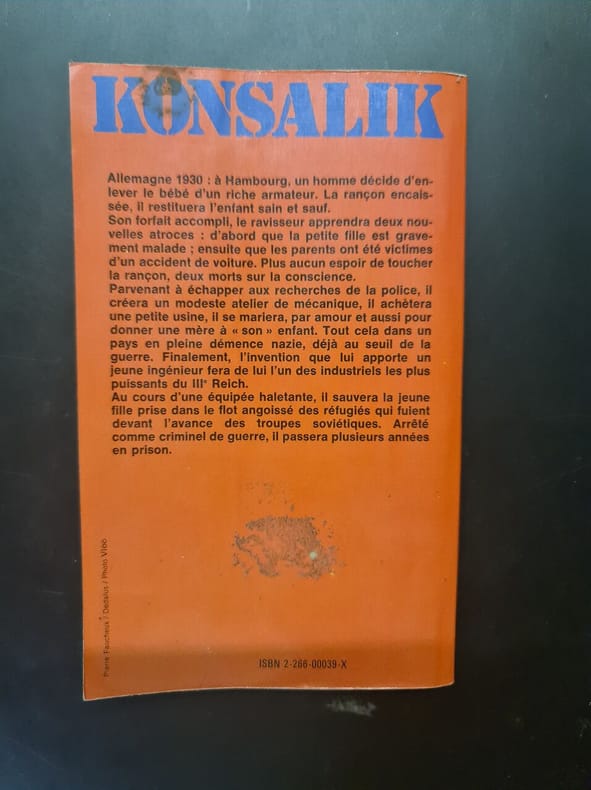 KONSALIK
Allemagne 1930 : à Hambourg, un homme décide d'en-
lever le bébé d'un riche armateur. La rançon encais-
sée, il restituera l'enfant sain et sauf.
Son forfait accompli, le ravisseur apprendra deux nou-
velles atroces : d'abord que la petite fille est grave-
ment malade ; ensuite que les parents ont été victimes
d'un accident de voiture. Plus aucun espoir de toucher
la rançon, deux morts sur la conscience.
Parvenant à échapper aux recherches de la police, il
créera un modeste atelier de mécanique, il achètera
une petite usine, il se mariera, par amour et aussi pour
donner une mère à « son » enfant. Tout cela dans un
pays en pleine démence nazie, déjà au seuil de la
guerre. Finalement, l'invention que lui apporte un
jeune ingénieur fera de lui l'un des industriels les plus
puissants du IIIe Reich.
Au cours d'une équipée haletante, il sauvera la jeune
fille prise dans le flot angoissé des réfugiés qui fuient
devant l'avance des troupes soviétiques. Arrêté
comme criminel de guerre, il passera plusieurs années
en prison.
Pierre Faucheux / Dedalus / Photo Vloo
ISBN 2-266-00039-X